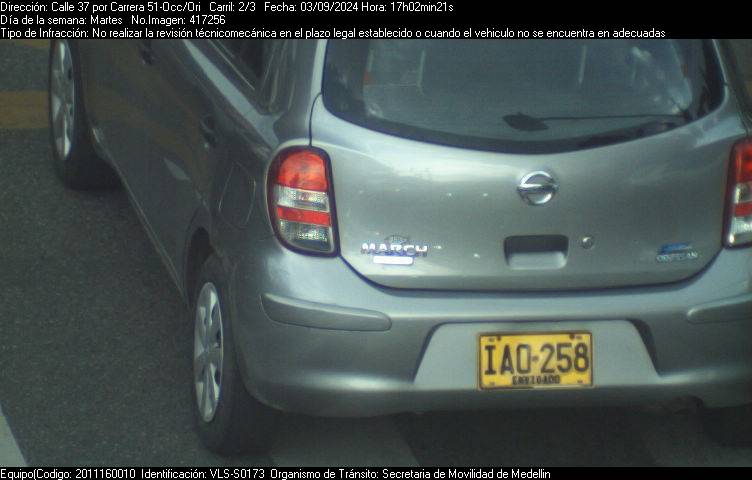 Dirección: Calle 37 por Carrera 51-Occ/Ori Carril: 2/3 Fecha: 03/09/2024 Hora: 17h02min21s
Día de la semana: Martes No.Imagen: 417256
Tipo de Infracción: No realizar la revisión técnicomecánica en el plazo legal establecido o cuando el vehiculo no se encuentra en adecuadas
MARCH
IAO·258
ENVIGADO
Equipo(Codigo: 2011160010 Identificación: VLS-S0173 Organismo de Tránsito: Secretaria de Movilidad de Medellin